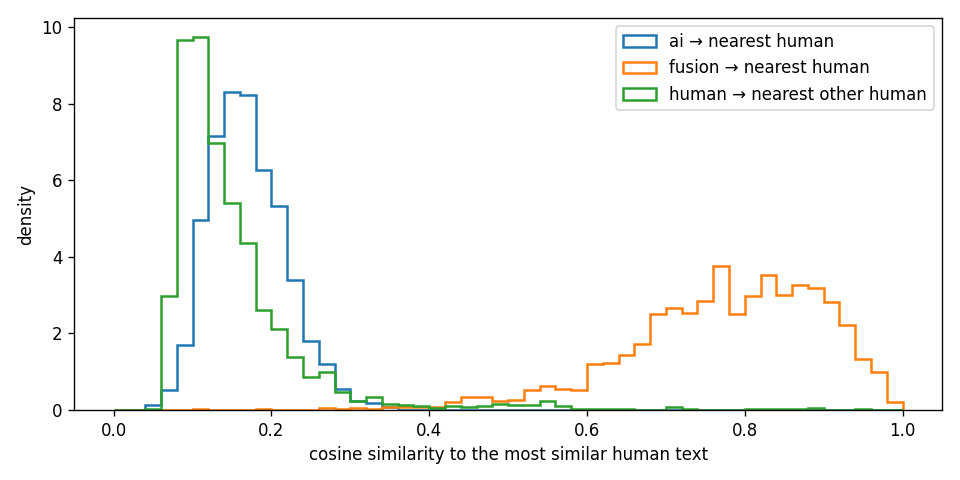 10
8
6
4
2
0
density
ai → nearest human
fusion → nearest human
human → nearest other human
0.0 0.2 0.4 0.6 0.8 1.0
cosine similarity to the most similar human text